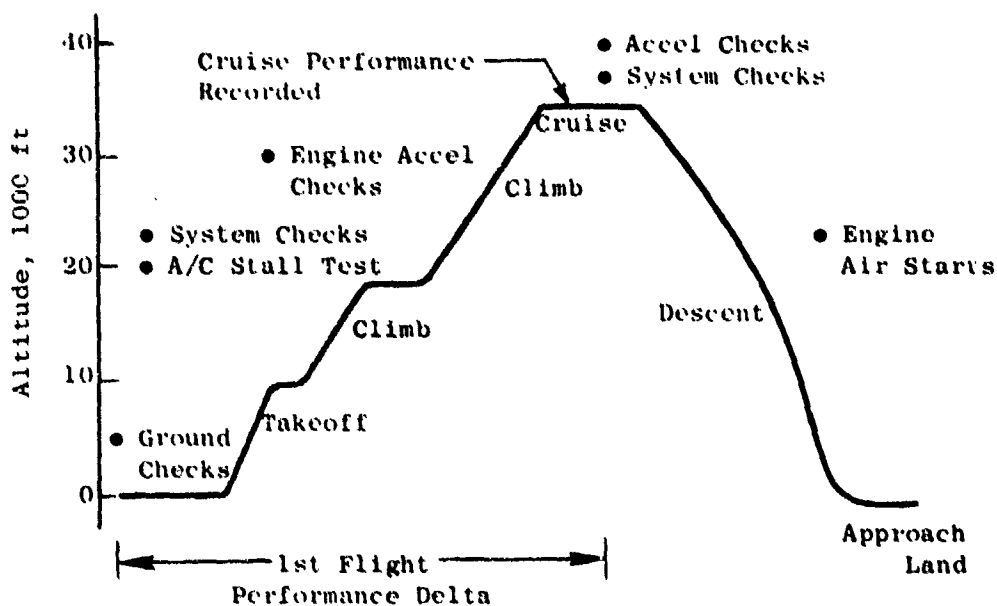 40
Accel Checks
System Checks
Cruise Performance
Recorded
Cruise
30
Engine Accel
Checks
Climb
System Checks
A/C Stall Test
20
Engine
Air Starts
Climb
Descent
10
Takeoff
Ground
Checks
0
Altitude, 1000 ft
Approach
Land
1st Flight
Performance Delta